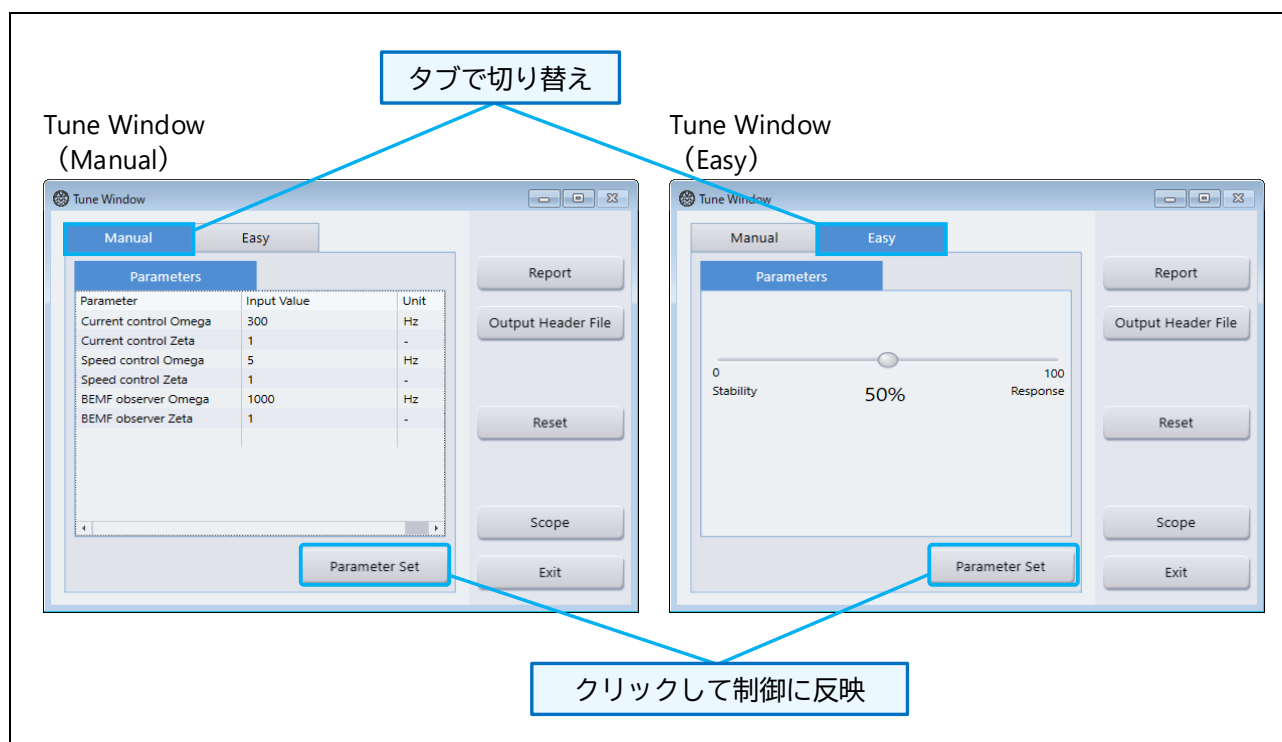 タブで切り替え
Tune Window
（Manual）
Tune Window
Manual
Easy
Parameters
Parameter Input Value Unit
Current control Omega 300 Hz
Current control Zeta 1 -
Speed control Omega 5 Hz
Speed control Zeta 1 -
BEMF observer Omega 1000 Hz
BEMF observer Zeta 1 -
Parameter Set
Report
Output Header File
Reset
Scope
Exit
Tune Window
（Easy）
Tune Window
Manual
Easy
Parameters
0 100
Stability 50% Response
Parameter Set
Report
Output Header File
Reset
Scope
Exit
クリックして制御に反映